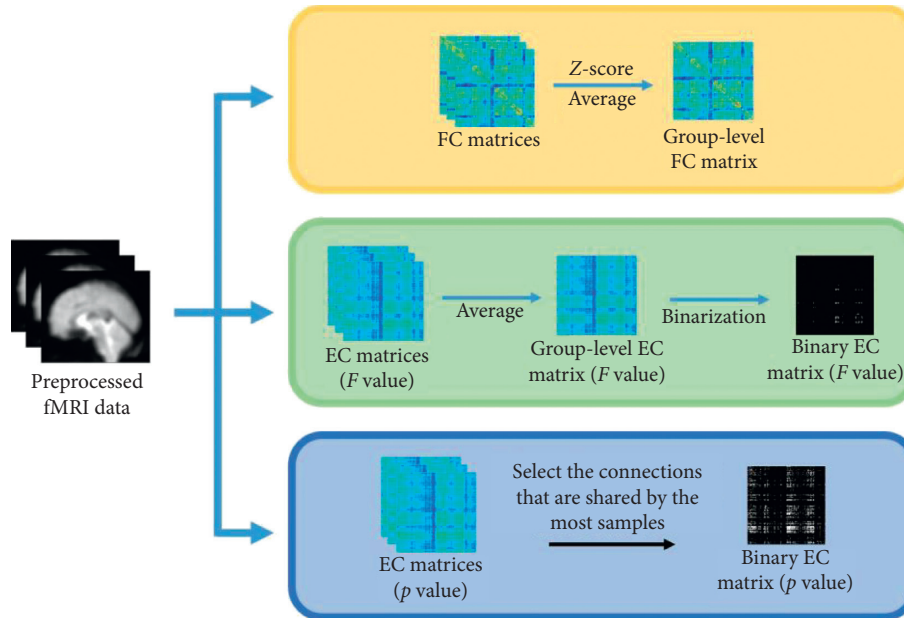 Preprocessed
fMRI data
FC matrices
Z-score
Average
Group-level
FC matrix
EC matrices
(F value)
Average
Group-level EC
matrix (F value)
Binarization
Binary EC
matrix (F value)
EC matrices
(p value)
Select the connections
that are shared by the
most samples
Binary EC
matrix (p value)